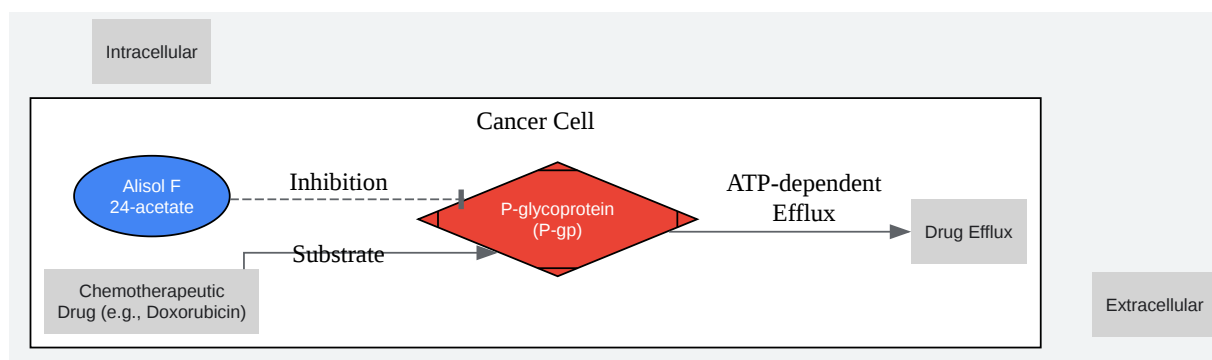 Intracellular
Cancer Cell
Alisol F
24-acetate
Inhibition
P-glycoprotein
(P-gp)
ATP-dependent
Efflux
Drug Efflux
Substrate
Chemotherapeutic
Drug (e.g., Doxorubicin)
Extracellular